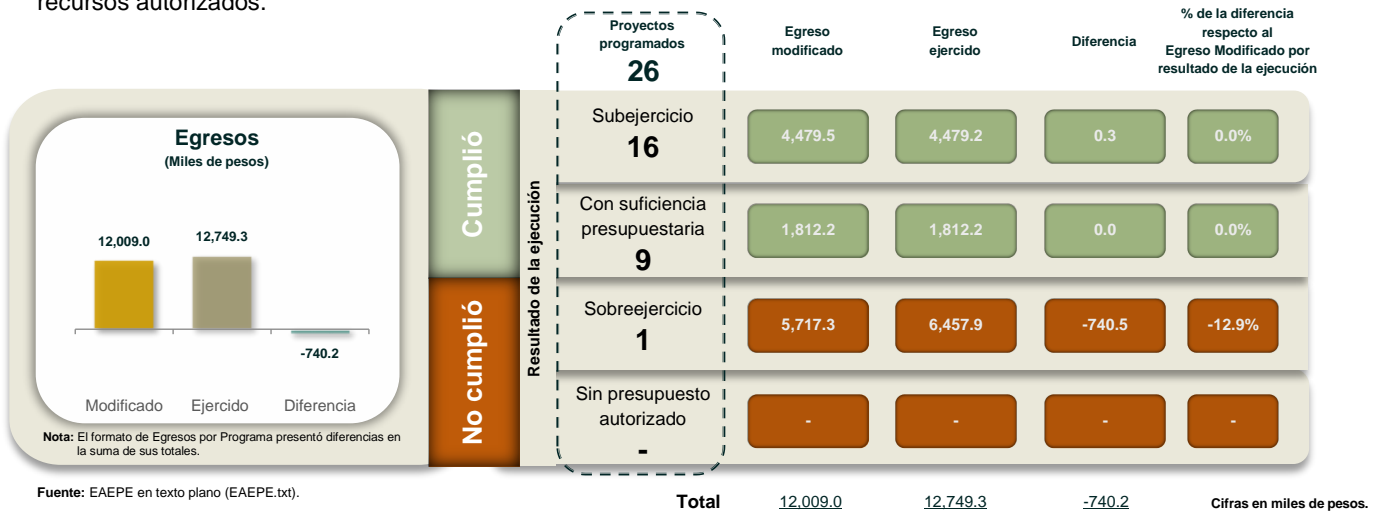 recursos autorizados.
Proyectos
programados
26
Egreso
modificado
Egreso
ejercido
Diferencia
% de la diferencia
respecto al
Egreso Modificado por
resultado de la ejecución
Egresos
(Miles de pesos)
12,009.0
12,749.3
-740.2
Modificado
Ejercido
Diferencia
Nota: El formato de Egresos por Programa presentó diferencias en
la suma de sus totales.
Cumplió
No cumplió
Resultado de la ejecución
Subejercicio
16
4,479.5
4,479.2
0.3
0.0%
Con suficiencia
presupuestaria
9
1,812.2
1,812.2
0.0
0.0%
Sobreejercicio
1
5,717.3
6,457.9
-740.5
-12.9%
Sin presupuesto
autorizado
-
-
-
-
-
Fuente: EAEPE en texto plano (EAEPE.txt).
Total
12,009.0
12,749.3
-740.2
Cifras en miles de pesos.